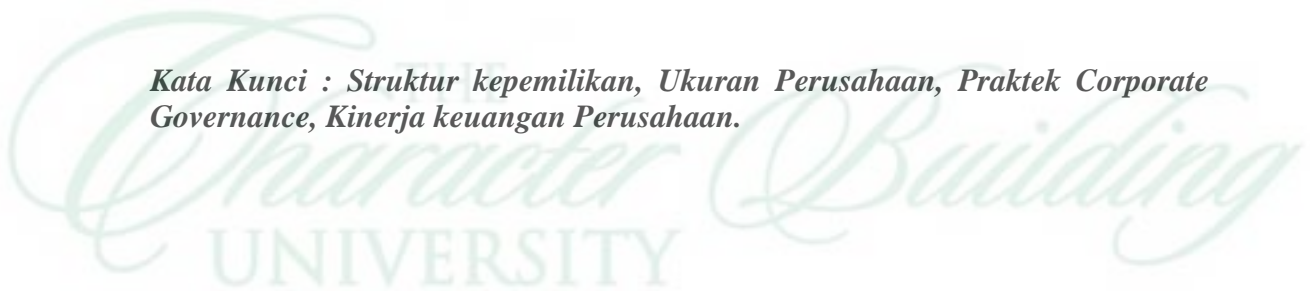 THE
Kata Kunci : Struktur kepemilikan, Ukuran Perusahaan, Praktek Corporate
Governance, Kinerja keuangan Perusahaan.
Character Building
UNIVERSITY